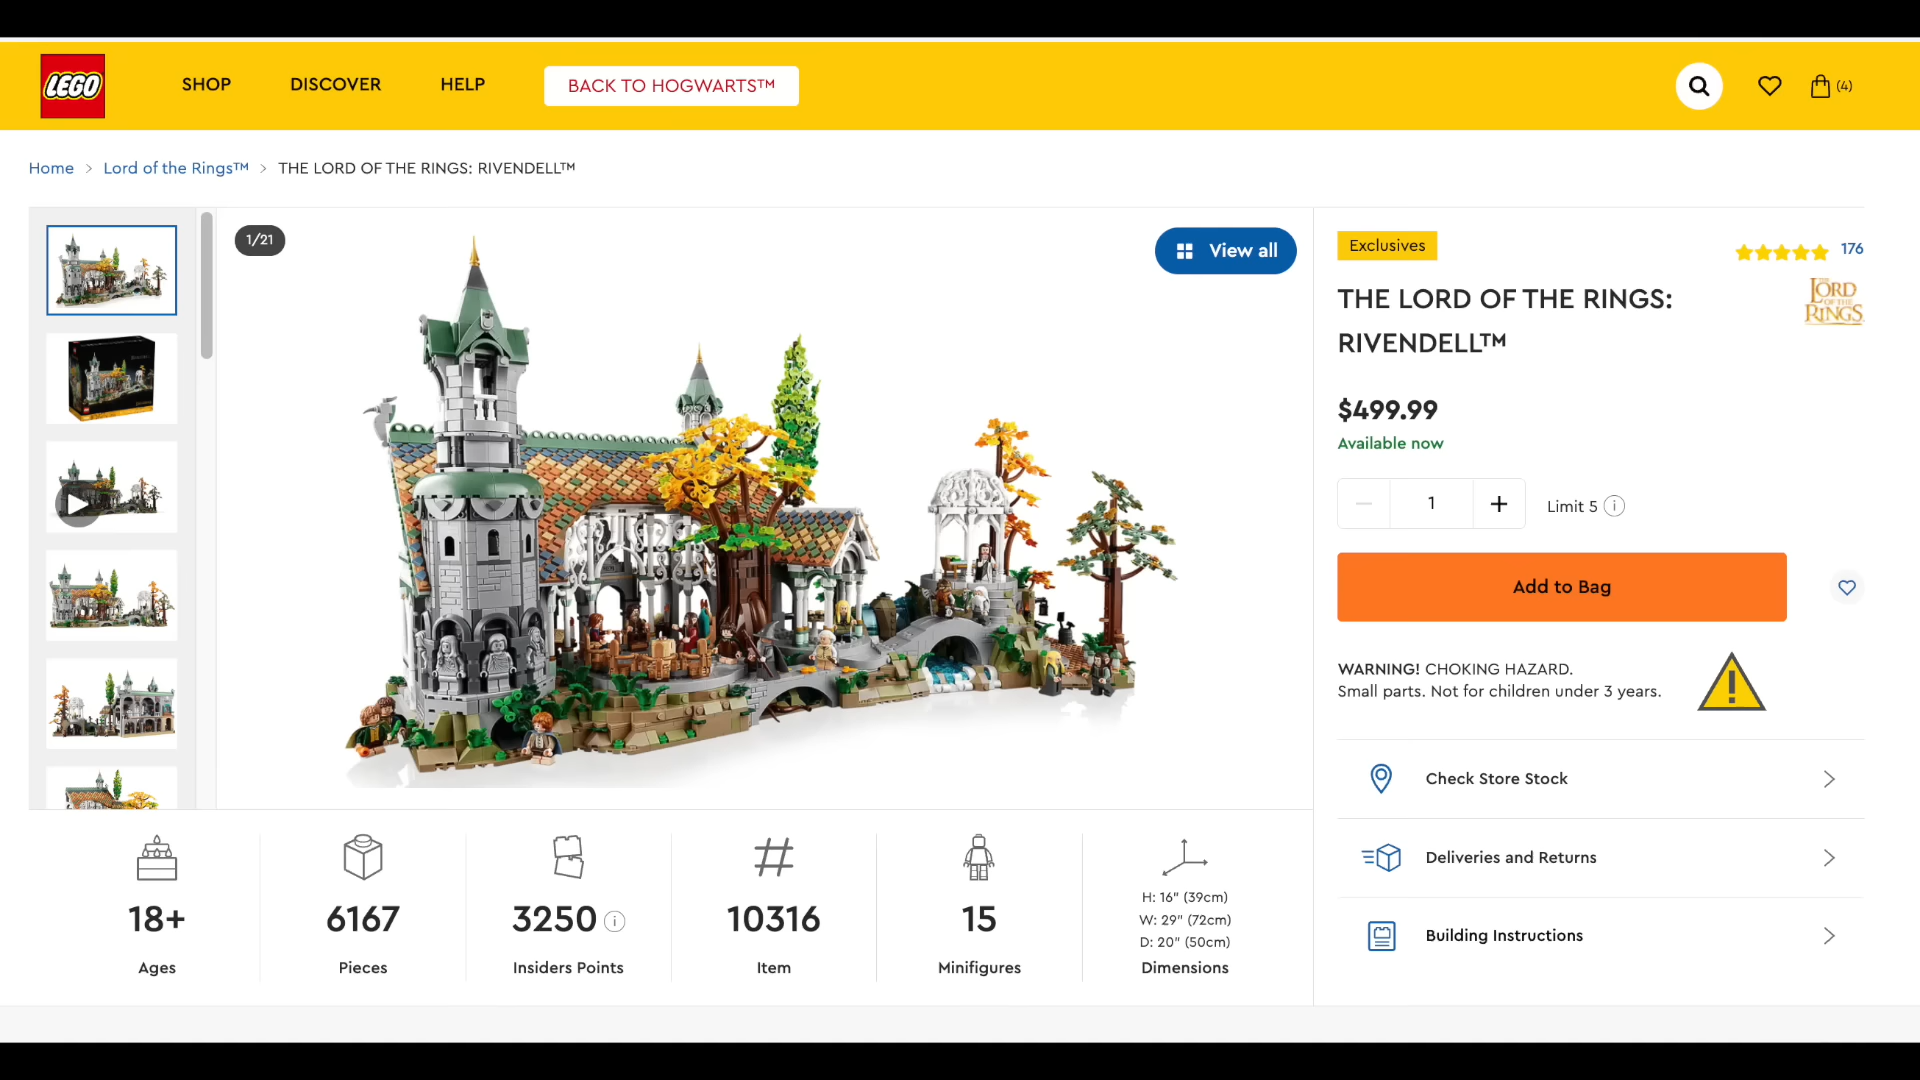 LEGO
SHOP
DISCOVER
HELP
BACK TO HOGWARTS™
(4)
Home > Lord of the Rings™ > THE LORD OF THE RINGS: RIVENDELL™
1/21
View all
Exclusives
176
THE LORD OF THE RINGS:
RIVENDELL™
THE
LORD
OF THE
RINGS
$499.99
Available now
1
Limit 5
Add to Bag
WARNING! CHOKING HAZARD.
Small parts. Not for children under 3 years.
Check Store Stock
Deliveries and Returns
Building Instructions
18+
Ages
6167
Pieces
3250
Insiders Points
10316
Item
15
Minifigures
H: 16" (39cm)
W: 29" (72cm)
D: 20" (50cm)
Dimensions